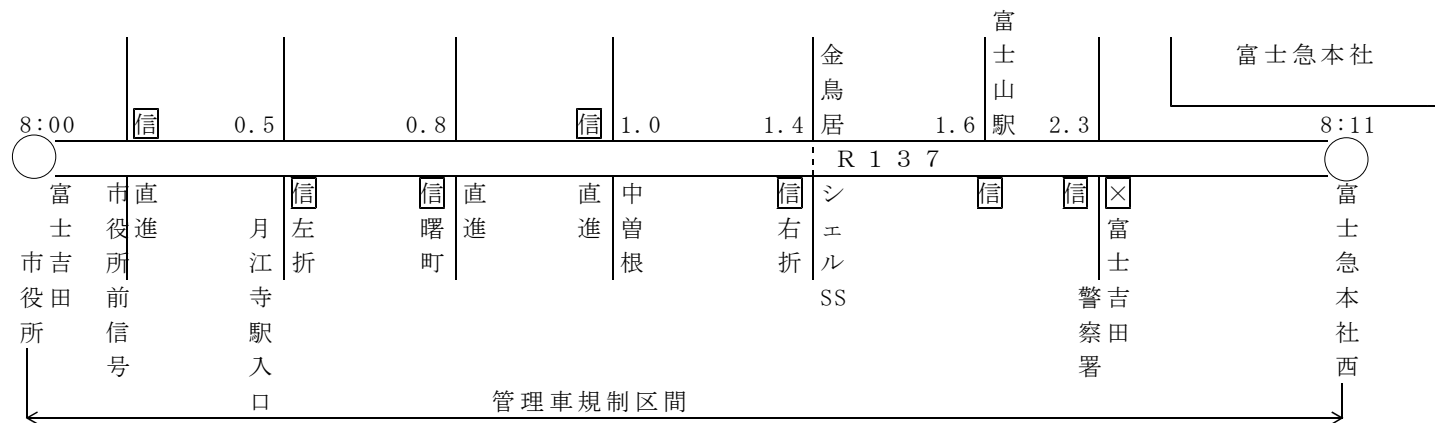 富士山駅
金鳥居
富士急本社
8:00
信
0.5
0.8
信
1.0
1.4
1.6
2.3
8:11
R137
富士吉田市役所
市役所前信号
直進
月江寺駅入口
信
左折
信
曙町
直進
直進
中曽根
信
右折
シェルSS
信
信
×
富士吉田警察署
富士急本社西
管理車規制区間